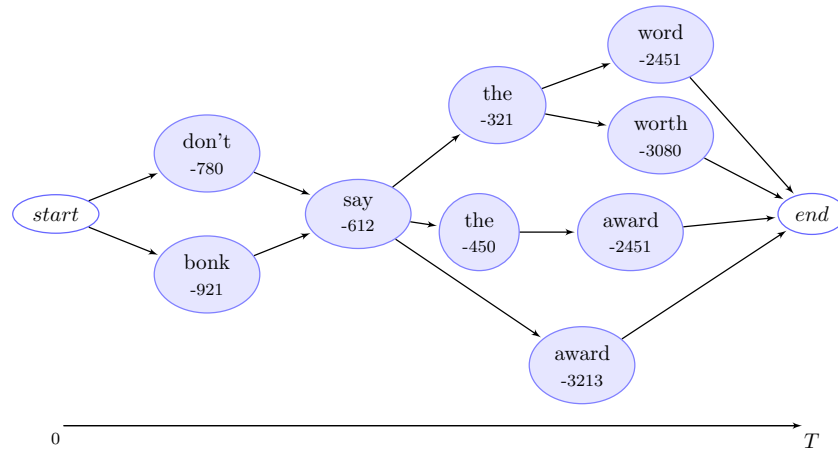 start
don't
-780
bonk
-921
say
-612
the
-321
word
-2451
worth
-3080
the
-450
award
-2451
award
-3213
end
0
T